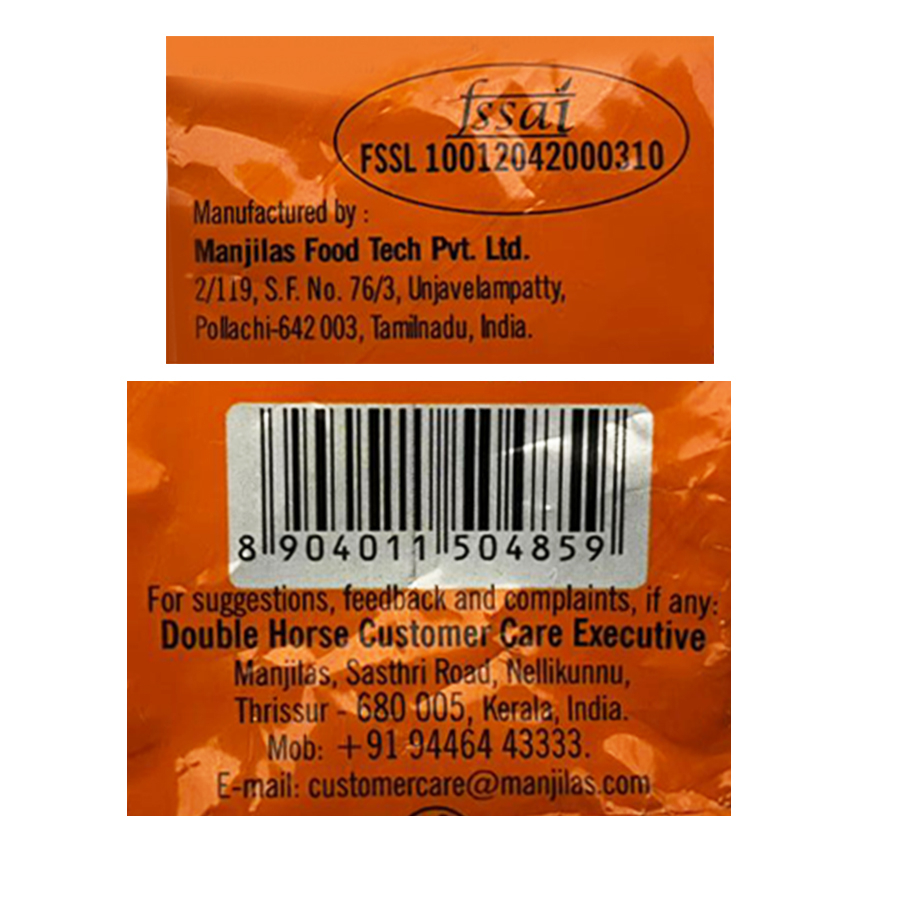 fssai
FSSL 10012042000310
Manufactured by :
Manjilas Food Tech Pvt. Ltd.
2/119, S.F. No. 76/3, Unjavelampatty,
Pollachi-642 003, Tamilnadu, India.
8 904011 504859
For suggestions, feedback and complaints, if any:
Double Horse Customer Care Executive
Manjilas, Sasthri Road, Nellikunnu,
Thrissur - 680 005, Kerala, India.
Mob: +91 94464 43333.
E-mail: customercare@manjilas.com